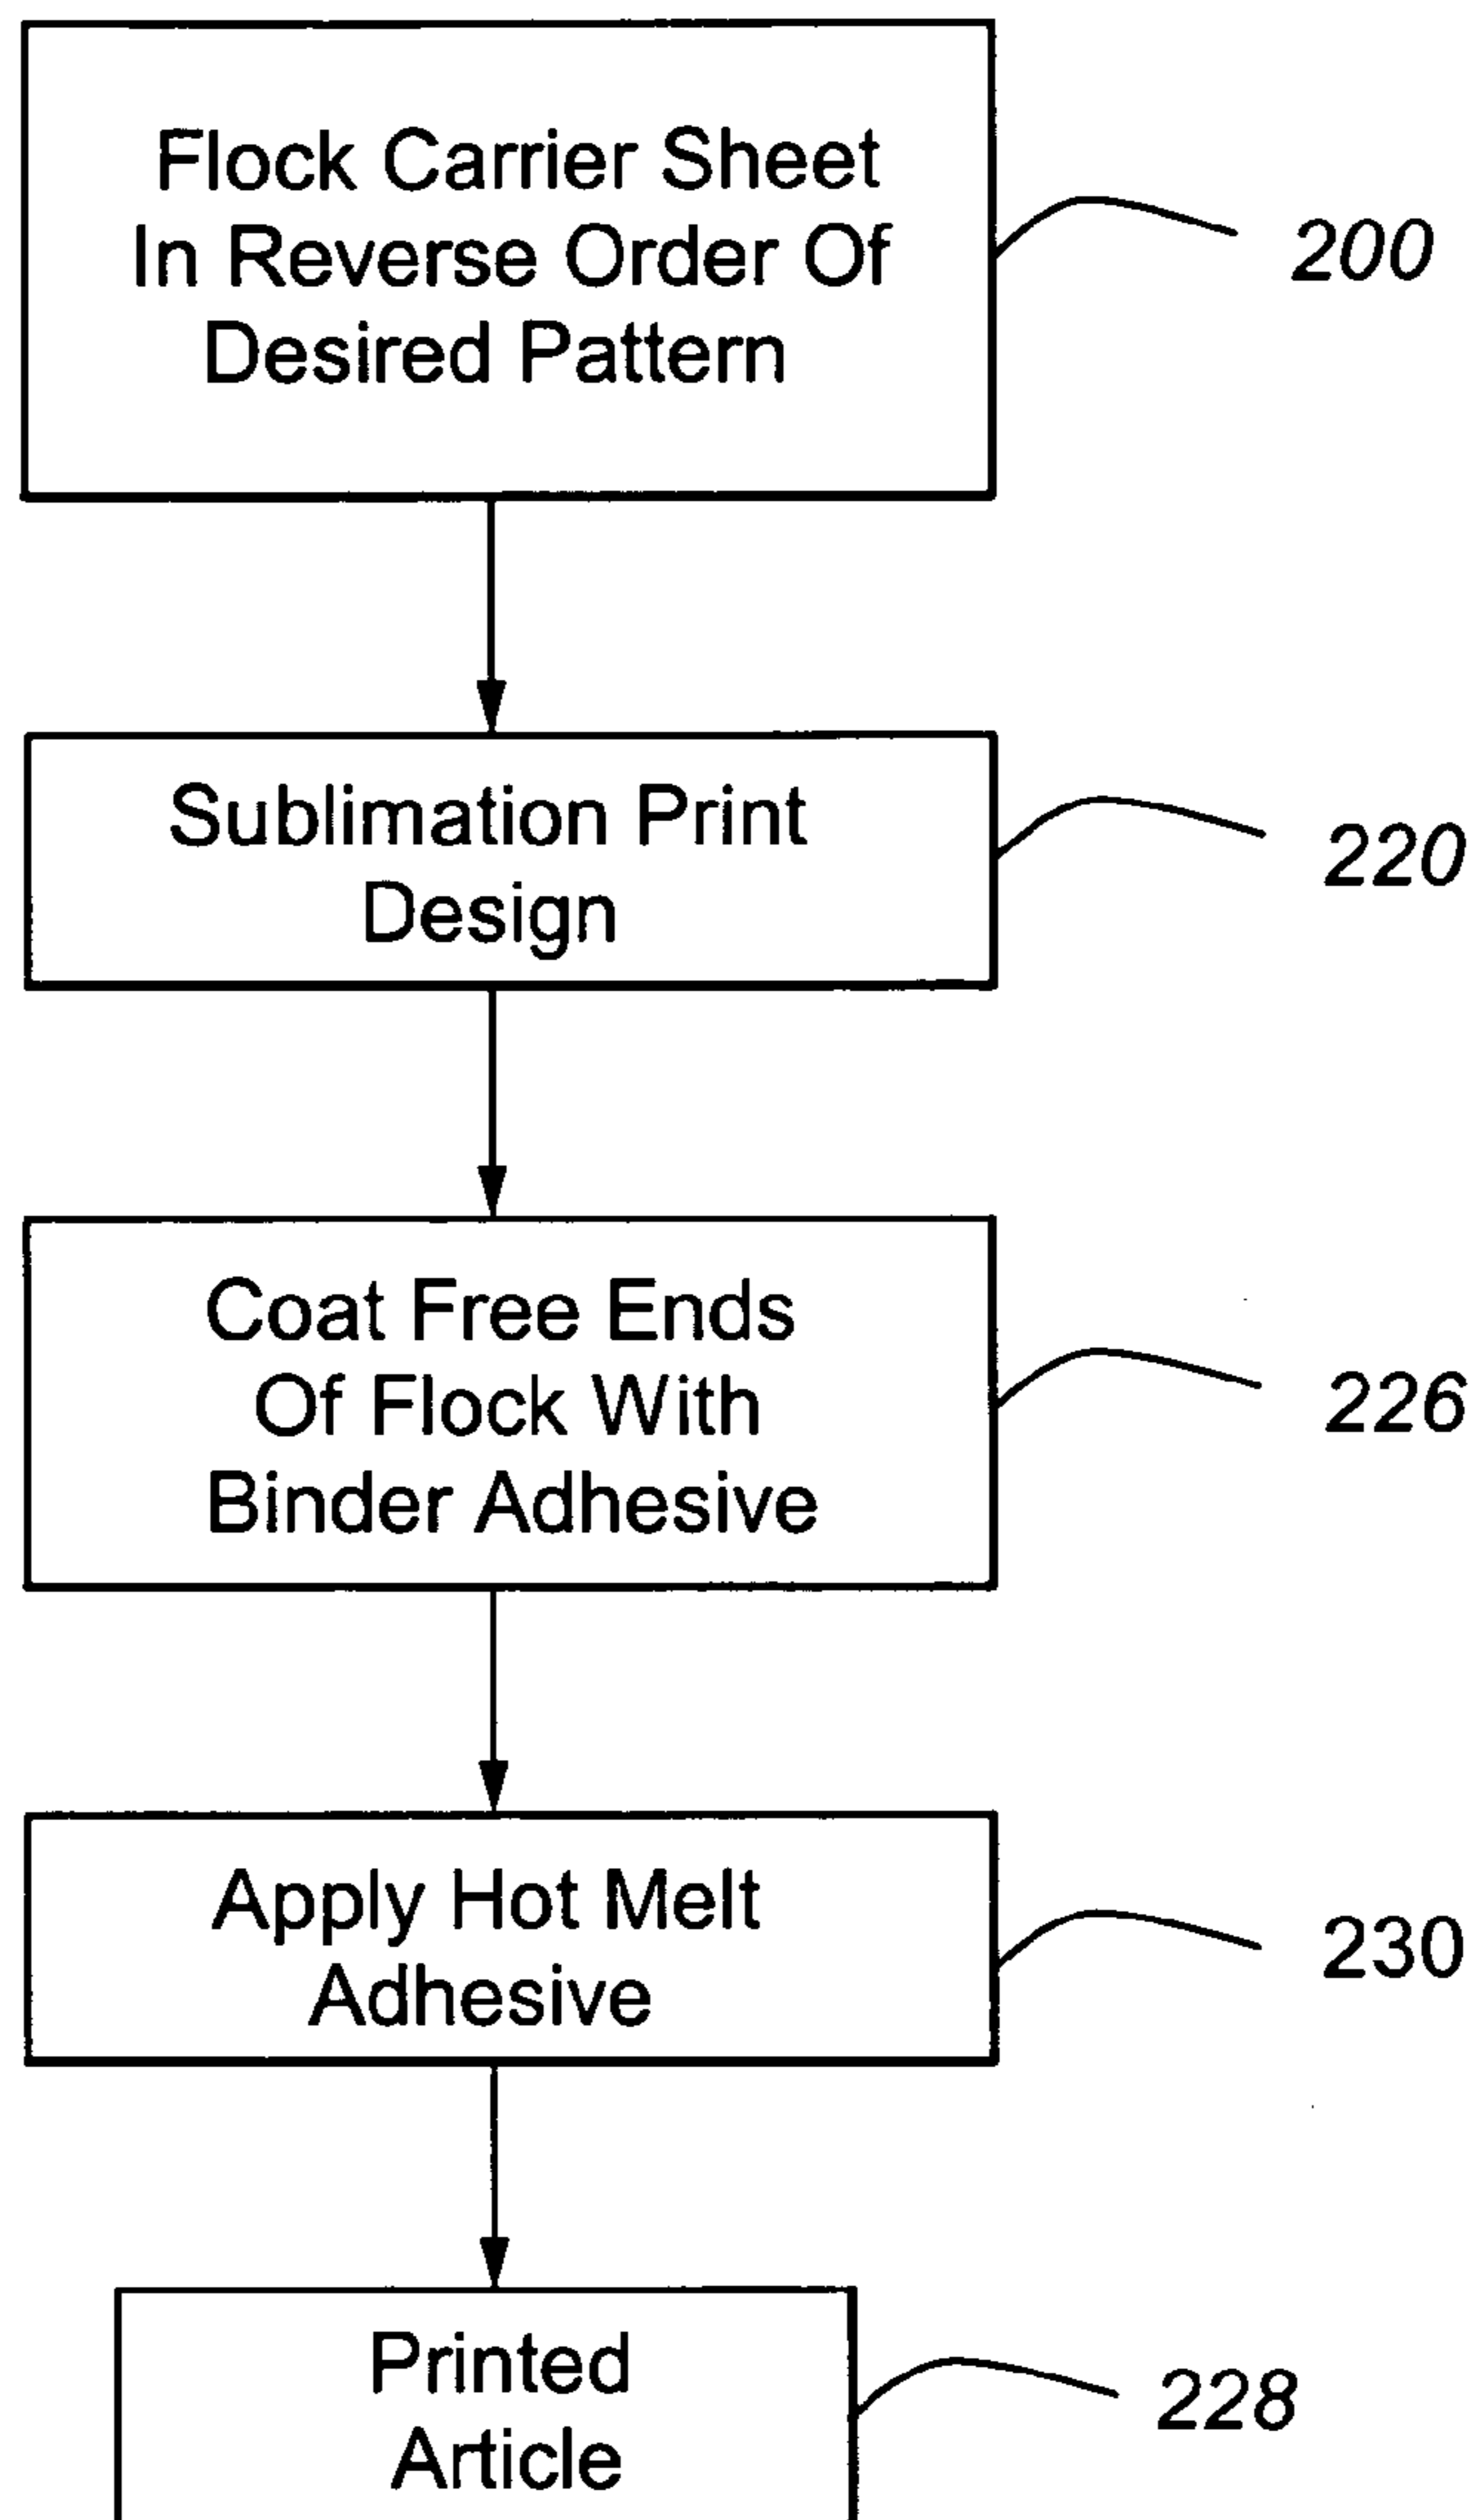 Flock Carrier Sheet
In Reverse Order Of
Desired Pattern
200
Sublimation Print
Design
220
Coat Free Ends
Of Flock With
Binder Adhesive
226
Apply Hot Melt
Adhesive
230
Printed
Article
228